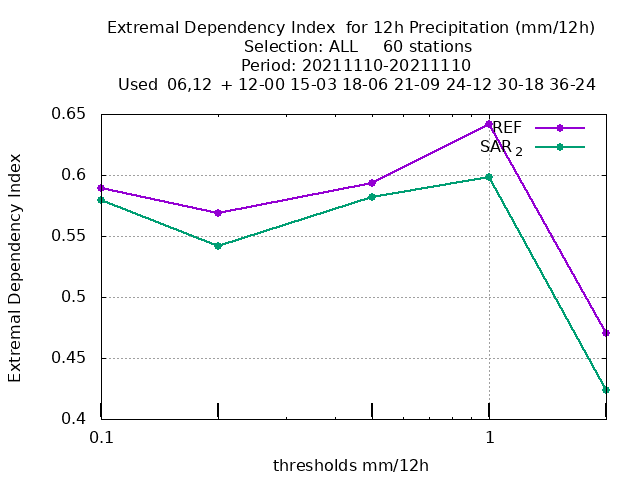 Extremal Dependency Index  for 12h Precipitation (mm/12h)
Selection: ALL     60 stations
Period: 20211110-20211110
Used  06,12  + 12-00 15-03 18-06 21-09 24-12 30-18 36-24
0.65
REF
SAR 2
0.6
0.55
0.5
0.45
0.4
Extremal Dependency Index
0.1
1
thresholds mm/12h